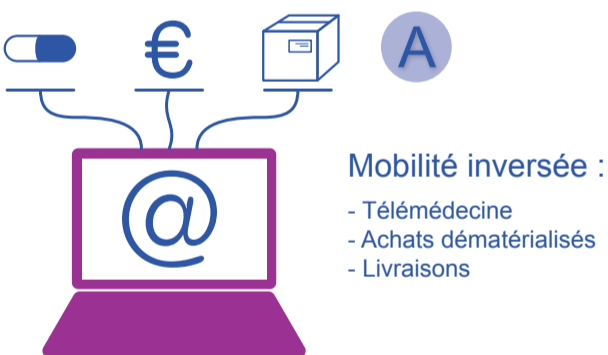 €
A
@
Mobilité inversée :
- Télémédecine
- Achats dématérialisés
- Livraisons